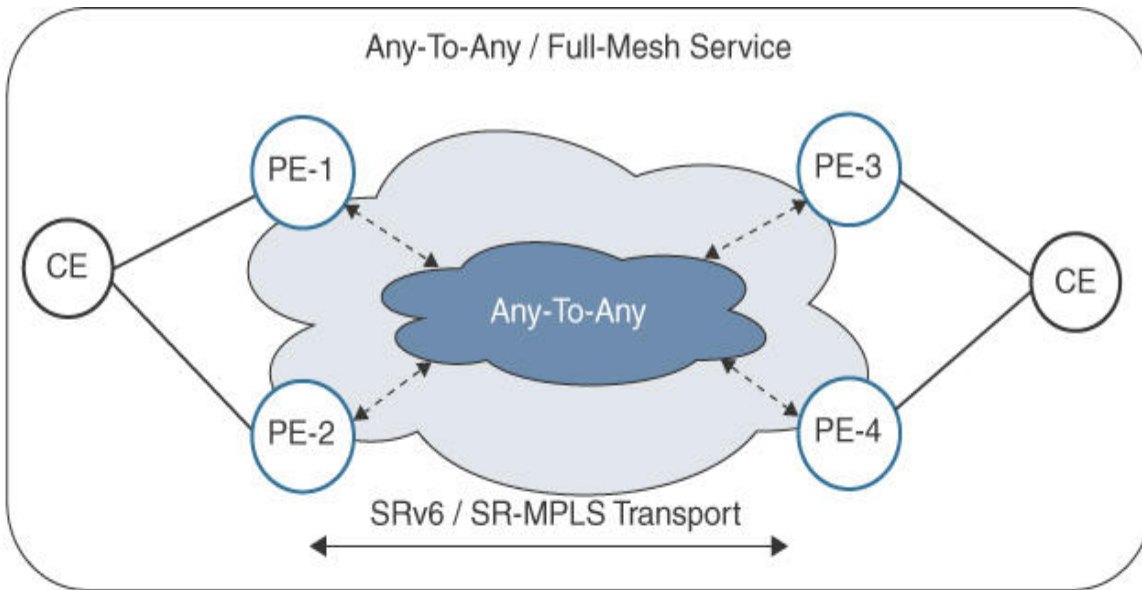 Any-To-Any / Full-Mesh Service
PE-1
PE-3
CE
CE
Any-To-Any
PE-2
PE-4
SRv6 / SR-MPLS Transport